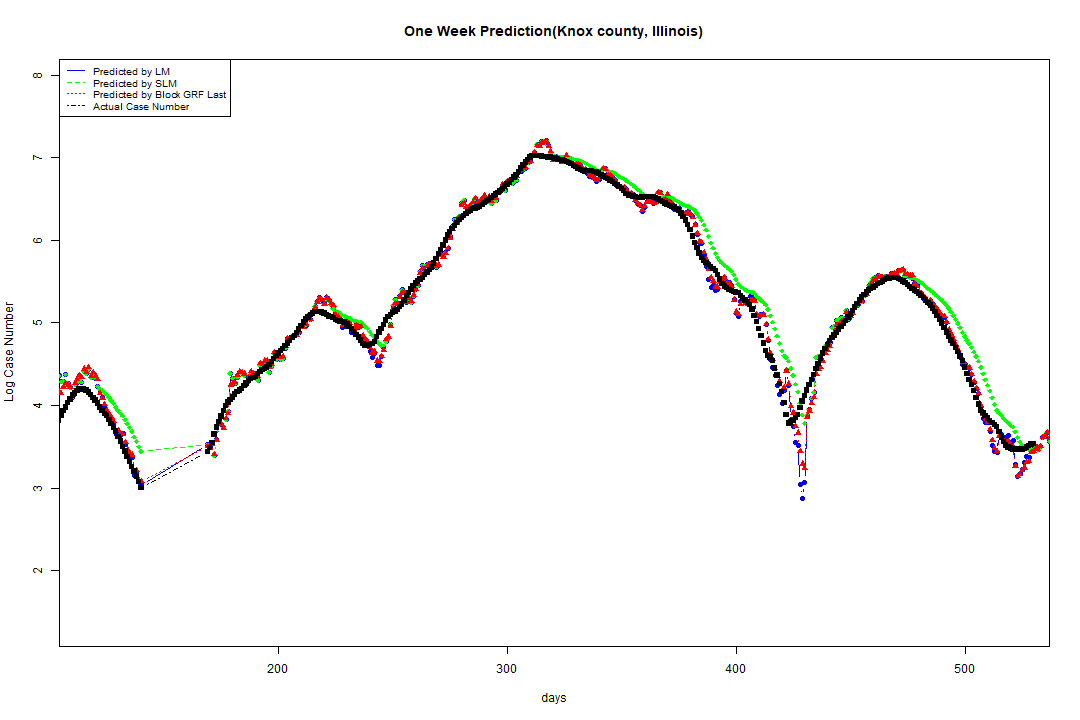 One Week Prediction(Knox county, Illinois)
Predicted by LM
Predicted by SLM
Predicted by Block GRF Last
Actual Case Number
8
7
6
5
4
3
2
Log Case Number
200 300 400 500
days